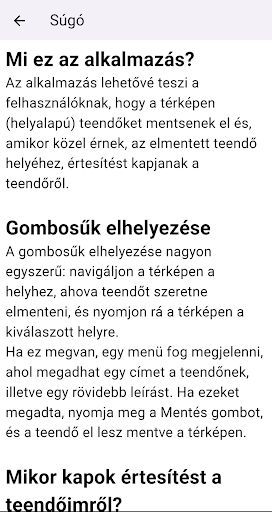 Súgó
Mi ez az alkalmazás?
Az alkalmazás lehetővé teszi a
felhasználóknak, hogy a térképen
(helyalapú) teendőket mentsenek el és,
amikor közel érnek, az elmentett teendő
helyéhez, értesítést kapjanak a
teendőről.
Gombosűk elhelyezése
A gombosűk elhelyezése nagyon
egyszerű: navigáljon a térképen a
helyhez, ahova teendőt szeretne
elmenteni, és nyomjon rá a térképen a
kiválaszott helyre.
Ha ez megvan, egy menü fog megjelenni,
ahol megadhat egy címet a teendőnek,
illetve egy rövidebb leírást. Ha ezeket
megadta, nyomja meg a Mentés gombot,
és a teendő el lesz mentve a térképen.
Mikor kapok értesítést a
teendőimről?